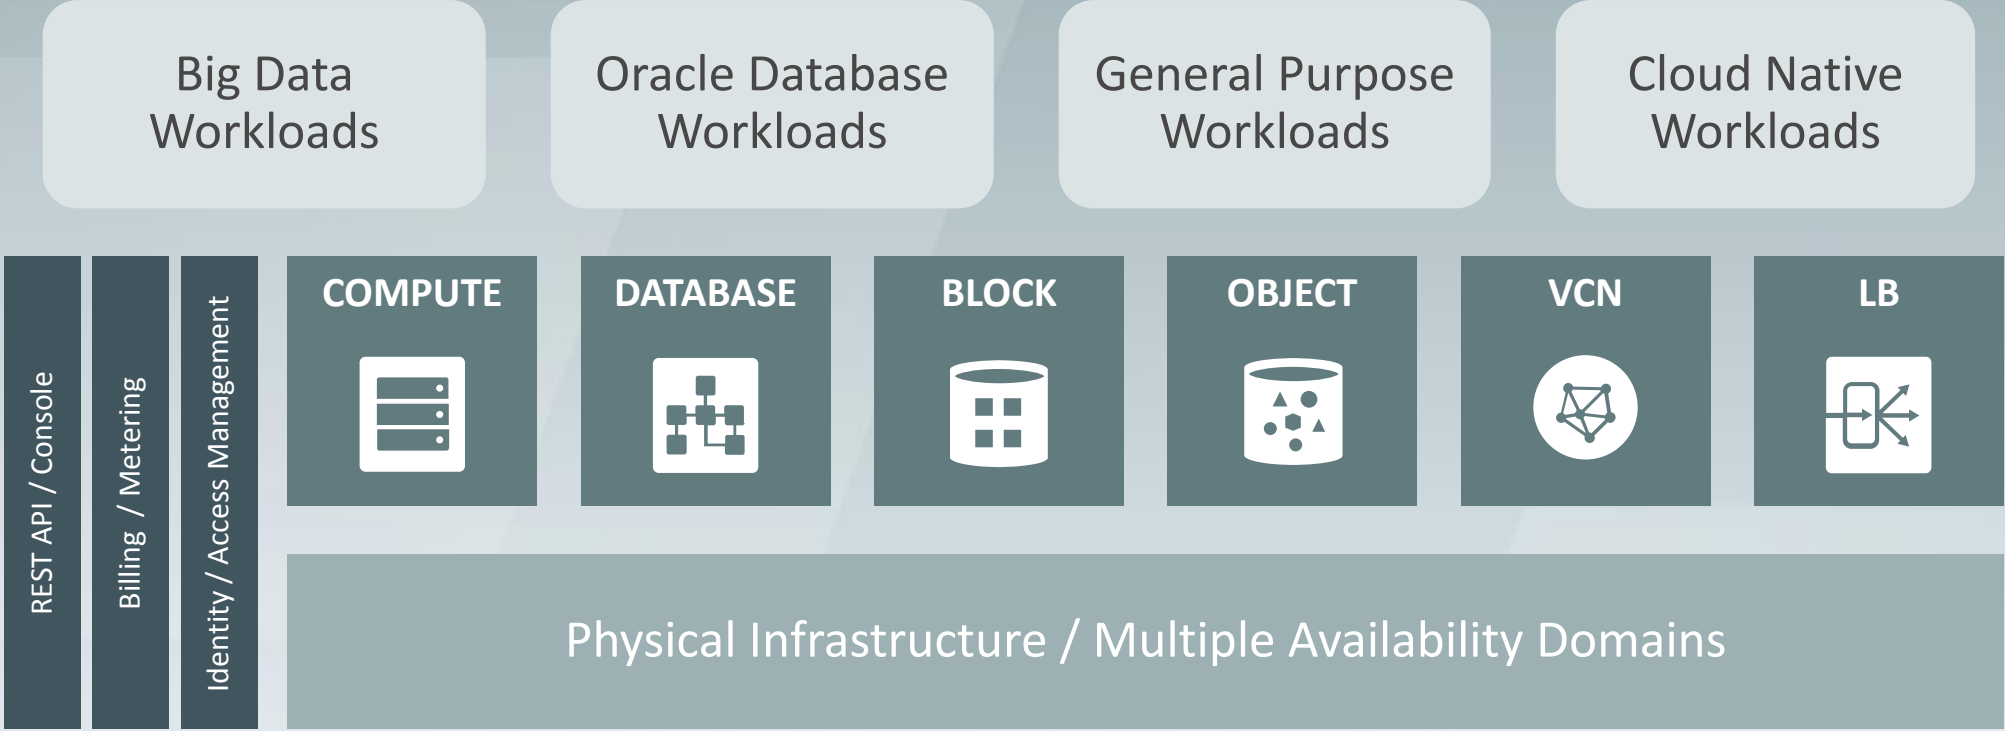 Big Data
Workloads
Oracle Database
Workloads
General Purpose
Workloads
Cloud Native
Workloads
REST API / Console
Billing / Metering
Identity / Access Management
COMPUTE
DATABASE
BLOCK
OBJECT
VCN
LB
Physical Infrastructure / Multiple Availability Domains